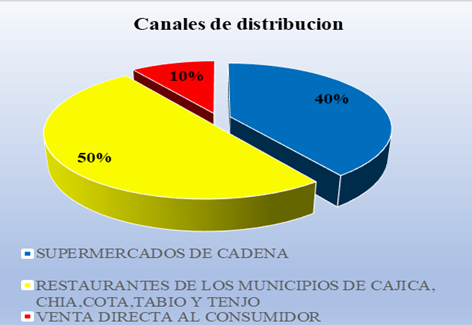 Canales de distribucion
10%
40%
50%
SUPERMERCADOS DE CADENA
RESTAURANTES DE LOS MUNICIPIOS DE CAJICA,
CHIA,COTA,TABIO Y TENJO
VENTA DIRECTA AL CONSUMIDOR